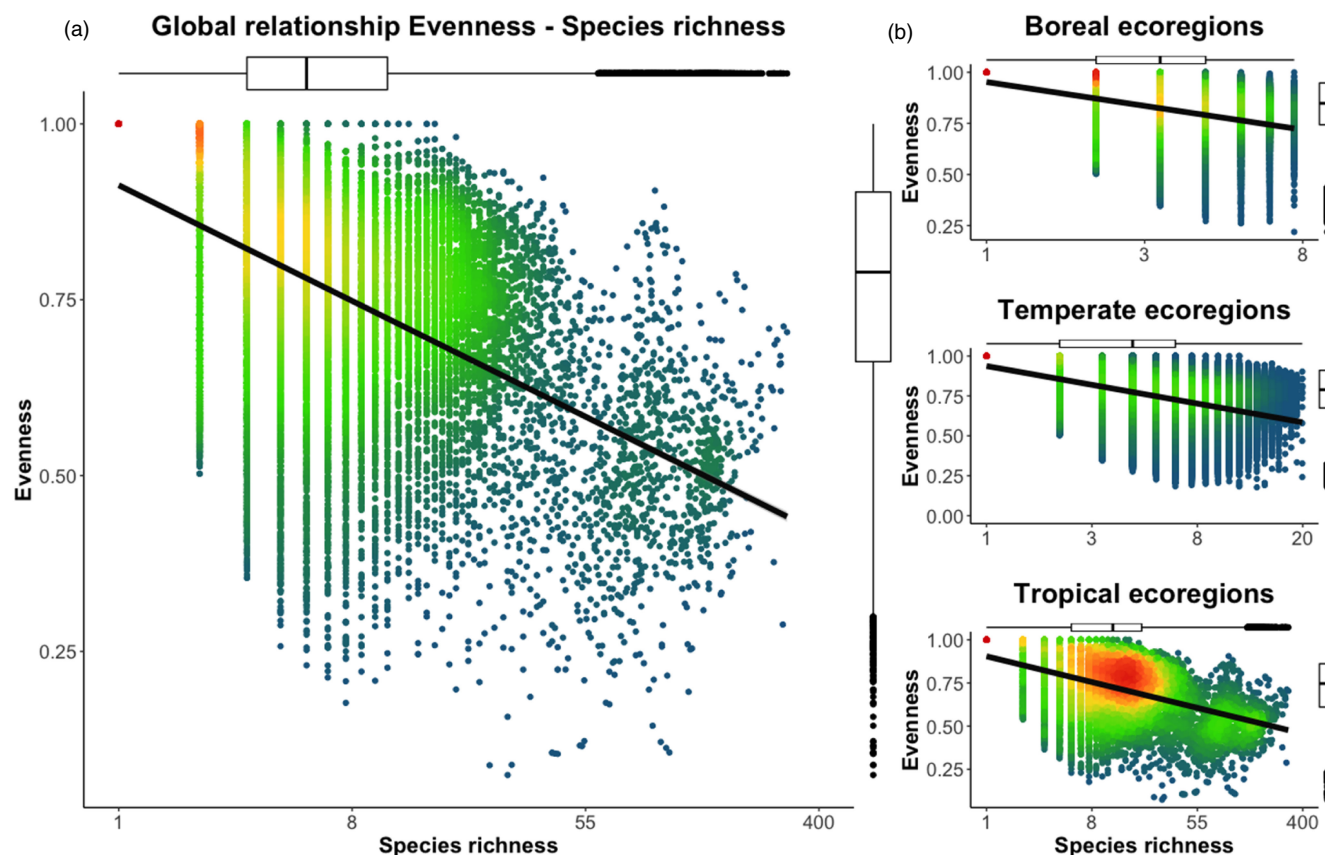 (a)
Global relationship Evenness - Species richness
1.00
0.75
0.50
0.25
Evenness
1
8
55
400
Species richness
(b)
Boreal ecoregions
1.00
0.75
0.50
0.25
Evenness
1
3
8
Temperate ecoregions
1.00
0.75
0.50
0.25
0.00
Evenness
1
3
8
20
Tropical ecoregions
1.00
0.75
0.50
0.25
Evenness
1
8
55
400
Species richness